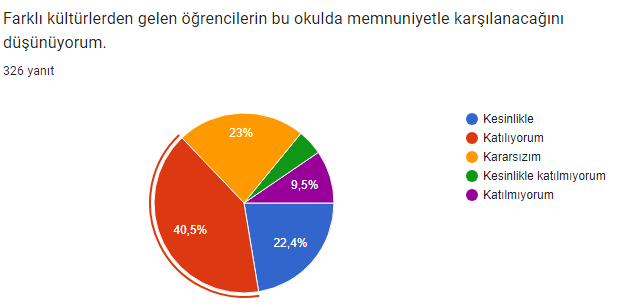 Farklı kültürlerden gelen öğrencilerin bu okulda memnuniyetle karşılanacağını
düşünüyorum.
326 yanıt
23%
9,5%
40,5%
22,4%
Kesinlikle
Katılıyorum
Kararsızım
Kesinlikle katılmıyorum
Katılmıyorum